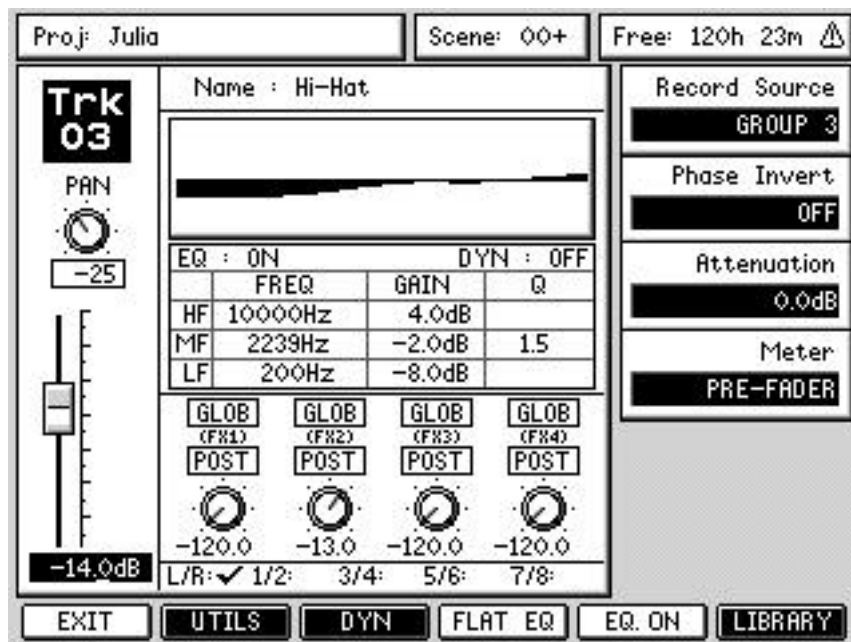 Proj: Julia
Scene: 00+
Free: 120h 23m
Trk
03
PAN
-25
-14.0dB
Name : Hi-Hat
EQ : ON DYN : OFF
FREQ GAIN Q
HF 10000Hz 4.0dB
MF 2239Hz -2.0dB 1.5
LF 200Hz -8.0dB
GLOB GLOB GLOB GLOB
(FX1) (FX2) (FX3) (FX4)
POST POST POST POST
-120.0 -13.0 -120.0 -120.0
L/R:✓ 1/2: 3/4: 5/6: 7/8:
Record Source
GROUP 3
Phase Invert
OFF
Attenuation
0.0dB
Meter
PRE-FADER
EXIT UTILS DYN FLAT EQ EQ. ON LIBRARY